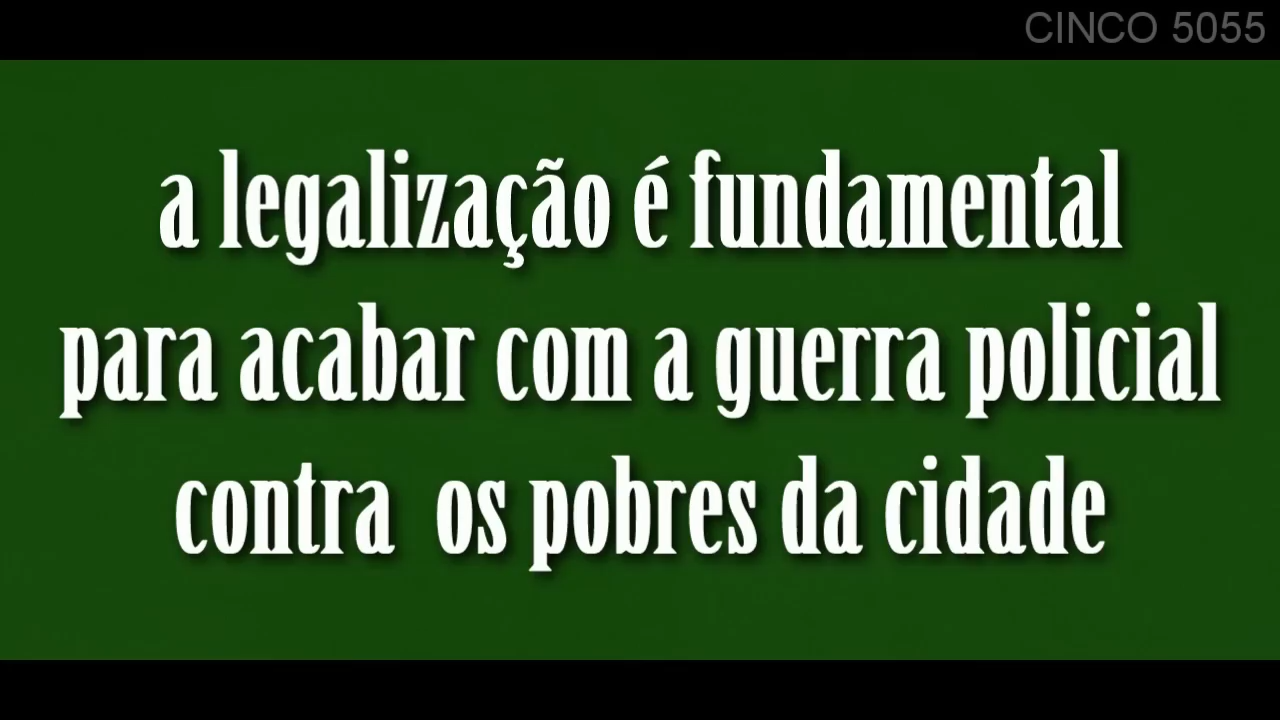 CINCO 5055
a legalização é fundamental
para acabar com a guerra policial
contra  os pobres da cidade